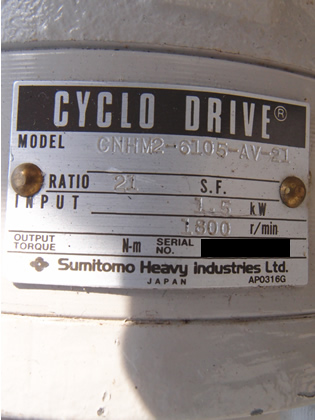 CYCLO DRIVE®
MODEL CNHM2-6105-AV-21
RATIO 21 S.F.
INPUT 1.5 kW
1800 r/min
OUTPUT TORQUE N-m SERIAL NO.
Sumitomo Heavy Industries Ltd.
JAPAN AP0316G